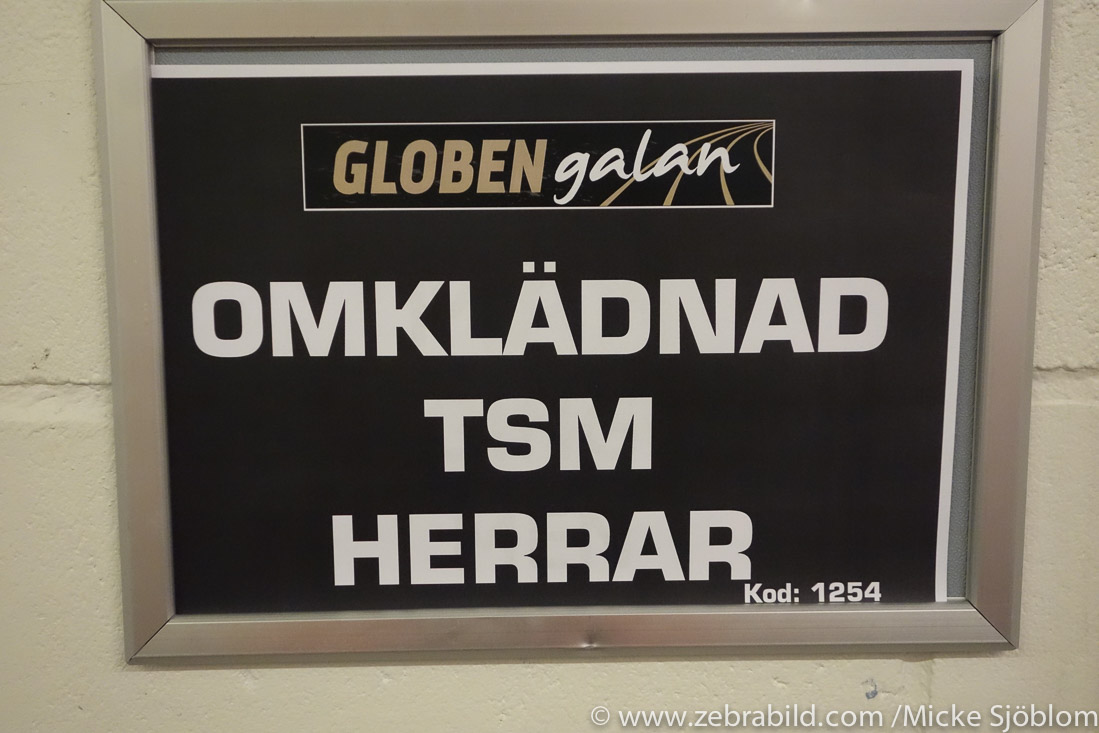 GLOBEN galan
OMKLÄDNAD
TSM
HERRAR
Kod: 1254
© www.zebrabild.com /Micke Sjöblom